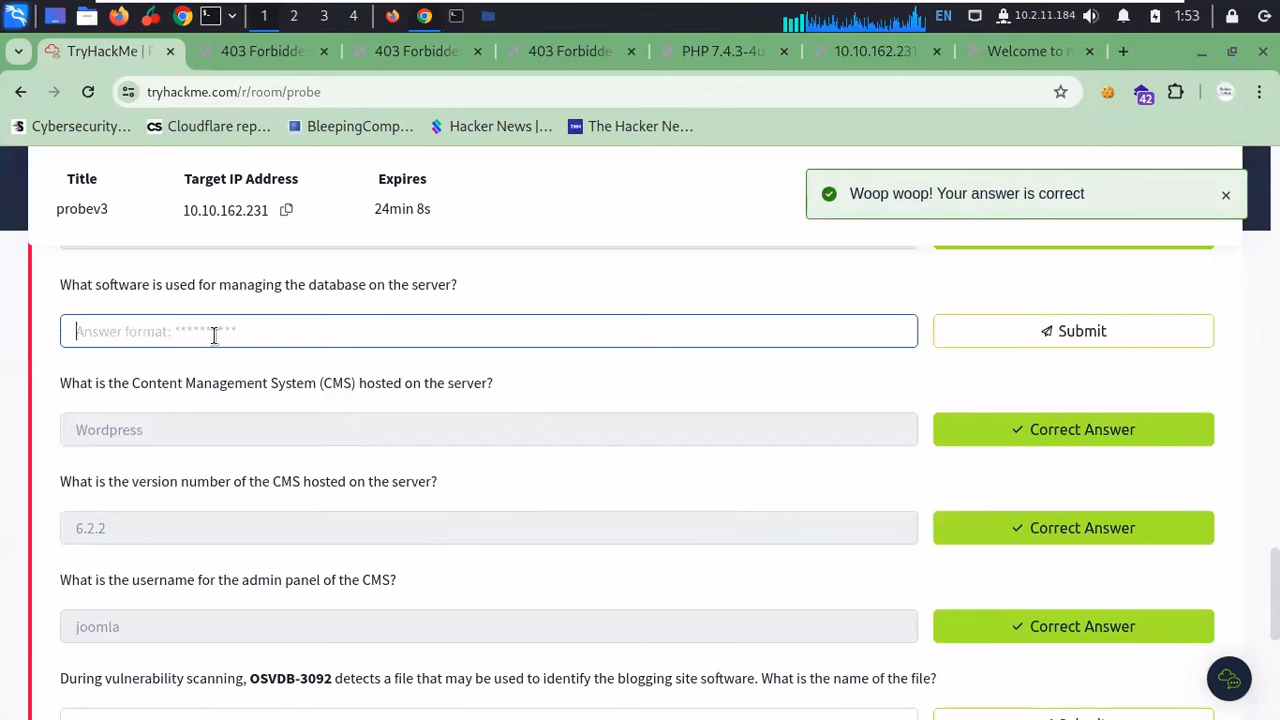 1 2 3 4 EN 10.2.11.184 1:53
TryHackMe | 403 Forbidde 403 Forbidde 403 Forbidde PHP 7.4.3-4u 10.10.162.231 Welcome to n
tryhackme.com/r/room/probe 42
Cybersecurity... Cloudflare rep... BleepingComp... Hacker News |... The Hacker Ne...
Title Target IP Address Expires
probev3 10.10.162.231 24min 8s
Woop woop! Your answer is correct
What software is used for managing the database on the server?
Answer format: **********
Submit
What is the Content Management System (CMS) hosted on the server?
Wordpress
Correct Answer
What is the version number of the CMS hosted on the server?
6.2.2
Correct Answer
What is the username for the admin panel of the CMS?
joomla
Correct Answer
During vulnerability scanning, OSVDB-3092 detects a file that may be used to identify the blogging site software. What is the name of the file?